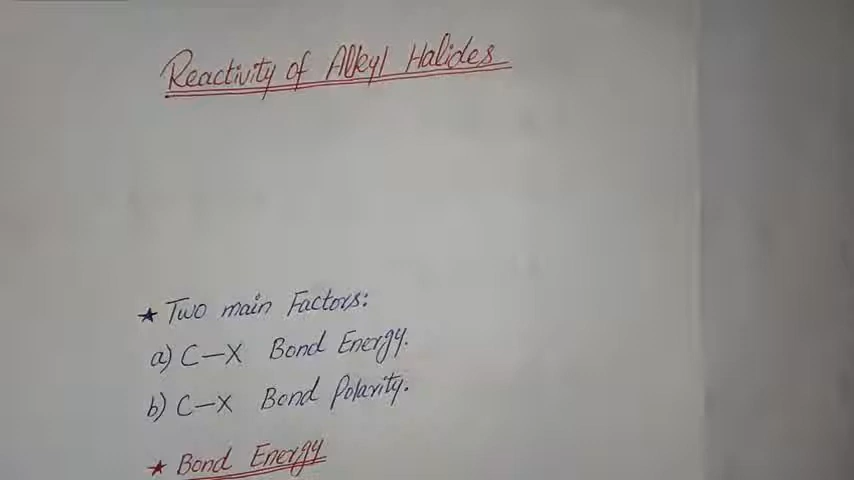 Reactivity of Alkyl Halides
★ Two main Factors:
a) C–X Bond Energy.
b) C–X Bond Polarity.
★ Bond Energy